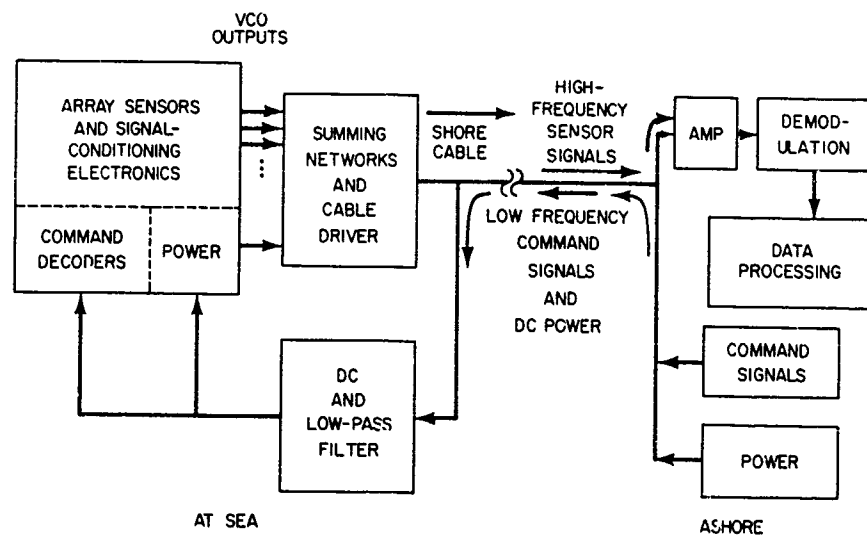 VCO
OUTPUTS
ARRAY SENSORS
AND SIGNAL-
CONDITIONING
ELECTRONICS
COMMAND
DECODERS
POWER
SUMMING
NETWORKS
AND
CABLE
DRIVER
SHORE
CABLE
HIGH-
FREQUENCY
SENSOR
SIGNALS
LOW FREQUENCY
COMMAND
SIGNALS
AND
DC POWER
AMP
DEMOD-
ULATION
DATA
PROCESSING
COMMAND
SIGNALS
POWER
DC
AND
LOW-PASS
FILTER
AT SEA
ASHORE